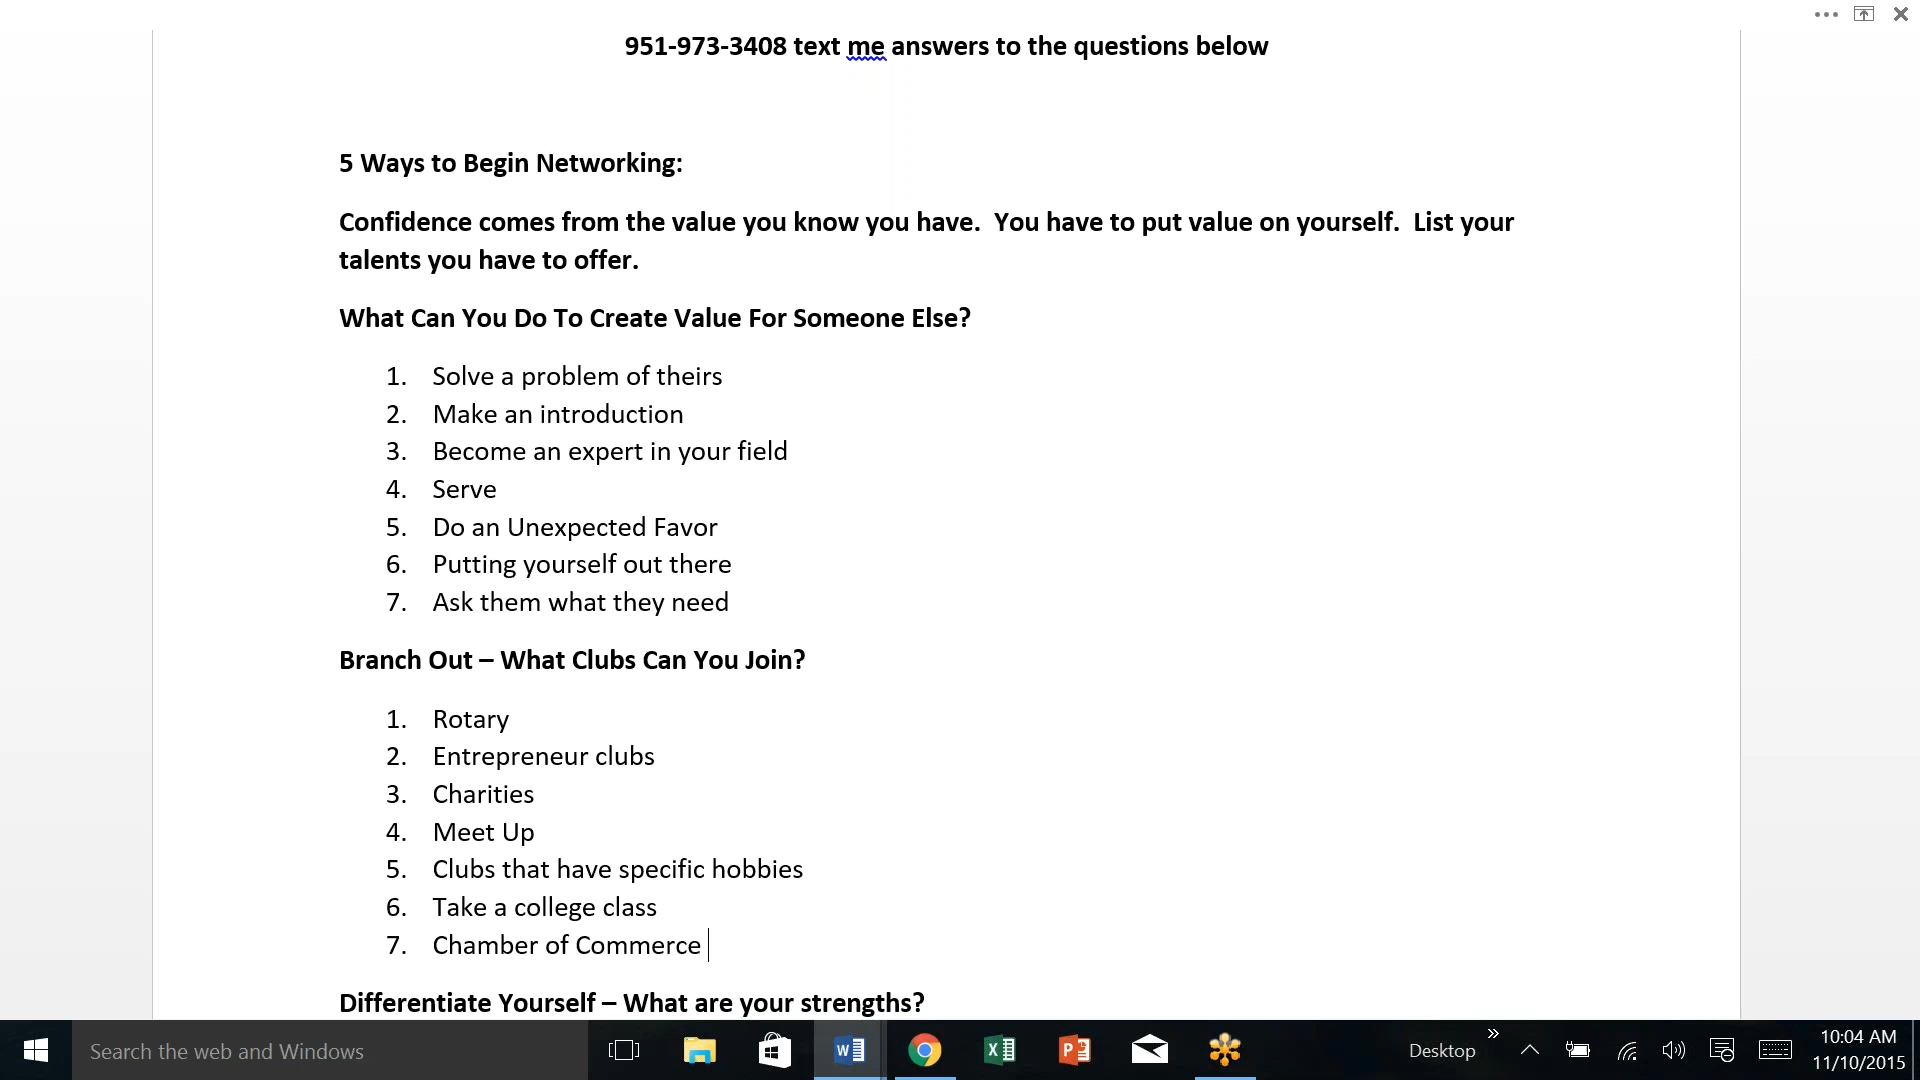 951-973-3408 text me answers to the questions below
5 Ways to Begin Networking:
Confidence comes from the value you know you have.  You have to put value on yourself.  List your
talents you have to offer.
What Can You Do To Create Value For Someone Else?
1. Solve a problem of theirs
2. Make an introduction
3. Become an expert in your field
4. Serve
5. Do an Unexpected Favor
6. Putting yourself out there
7. Ask them what they need
Branch Out – What Clubs Can You Join?
1. Rotary
2. Entrepreneur clubs
3. Charities
4. Meet Up
5. Clubs that have specific hobbies
6. Take a college class
7. Chamber of Commerce
Differentiate Yourself – What are your strengths?
Search the web and Windows
Desktop
10:04 AM
11/10/2015